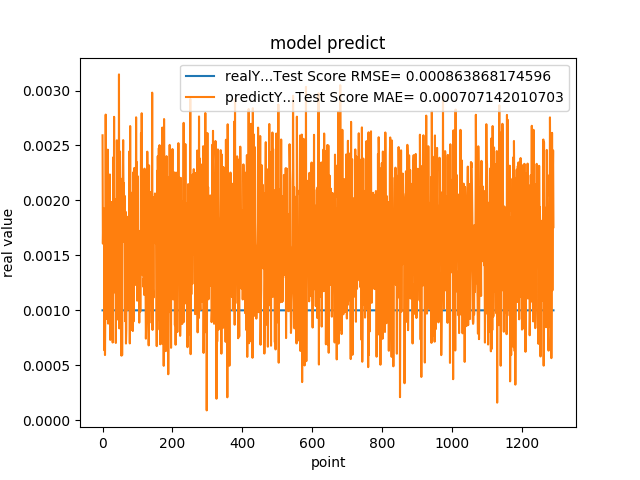 model predict
realY...Test Score RMSE= 0.000863868174596
predictY...Test Score MAE= 0.000707142010703
0.0030
0.0025
0.0020
0.0015
0.0010
0.0005
0.0000
real value
0 200 400 600 800 1000 1200
point